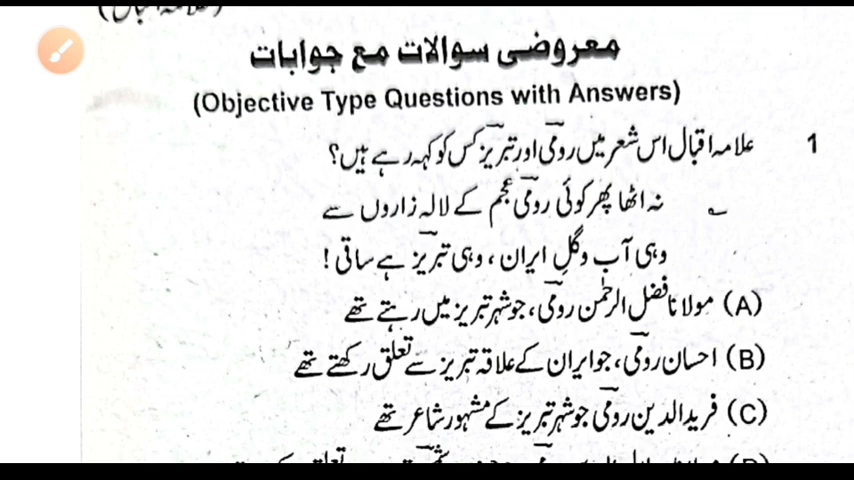 معروضی سوالات مع جوابات
(Objective Type Questions with Answers)
1 علامہ اقبال اس شعر میں رومی اور تبریز کس کو کہہ رہے ہیں؟
نہ اٹھا پھر کوئی رومی عجم کے لالہ زاروں سے
وہی آب و گلِ ایران ، وہی تبریز ہے ساقی !
(A) مولانا فضل الرحمٰن رومی، جو شہر تبریز میں رہتے تھے
(B) احسان رومی، جو ایران کے علاقہ تبریز سے تعلق رکھتے تھے
(C) فرید الدین رومی جو شہر تبریز کے مشہور شاعر تھے